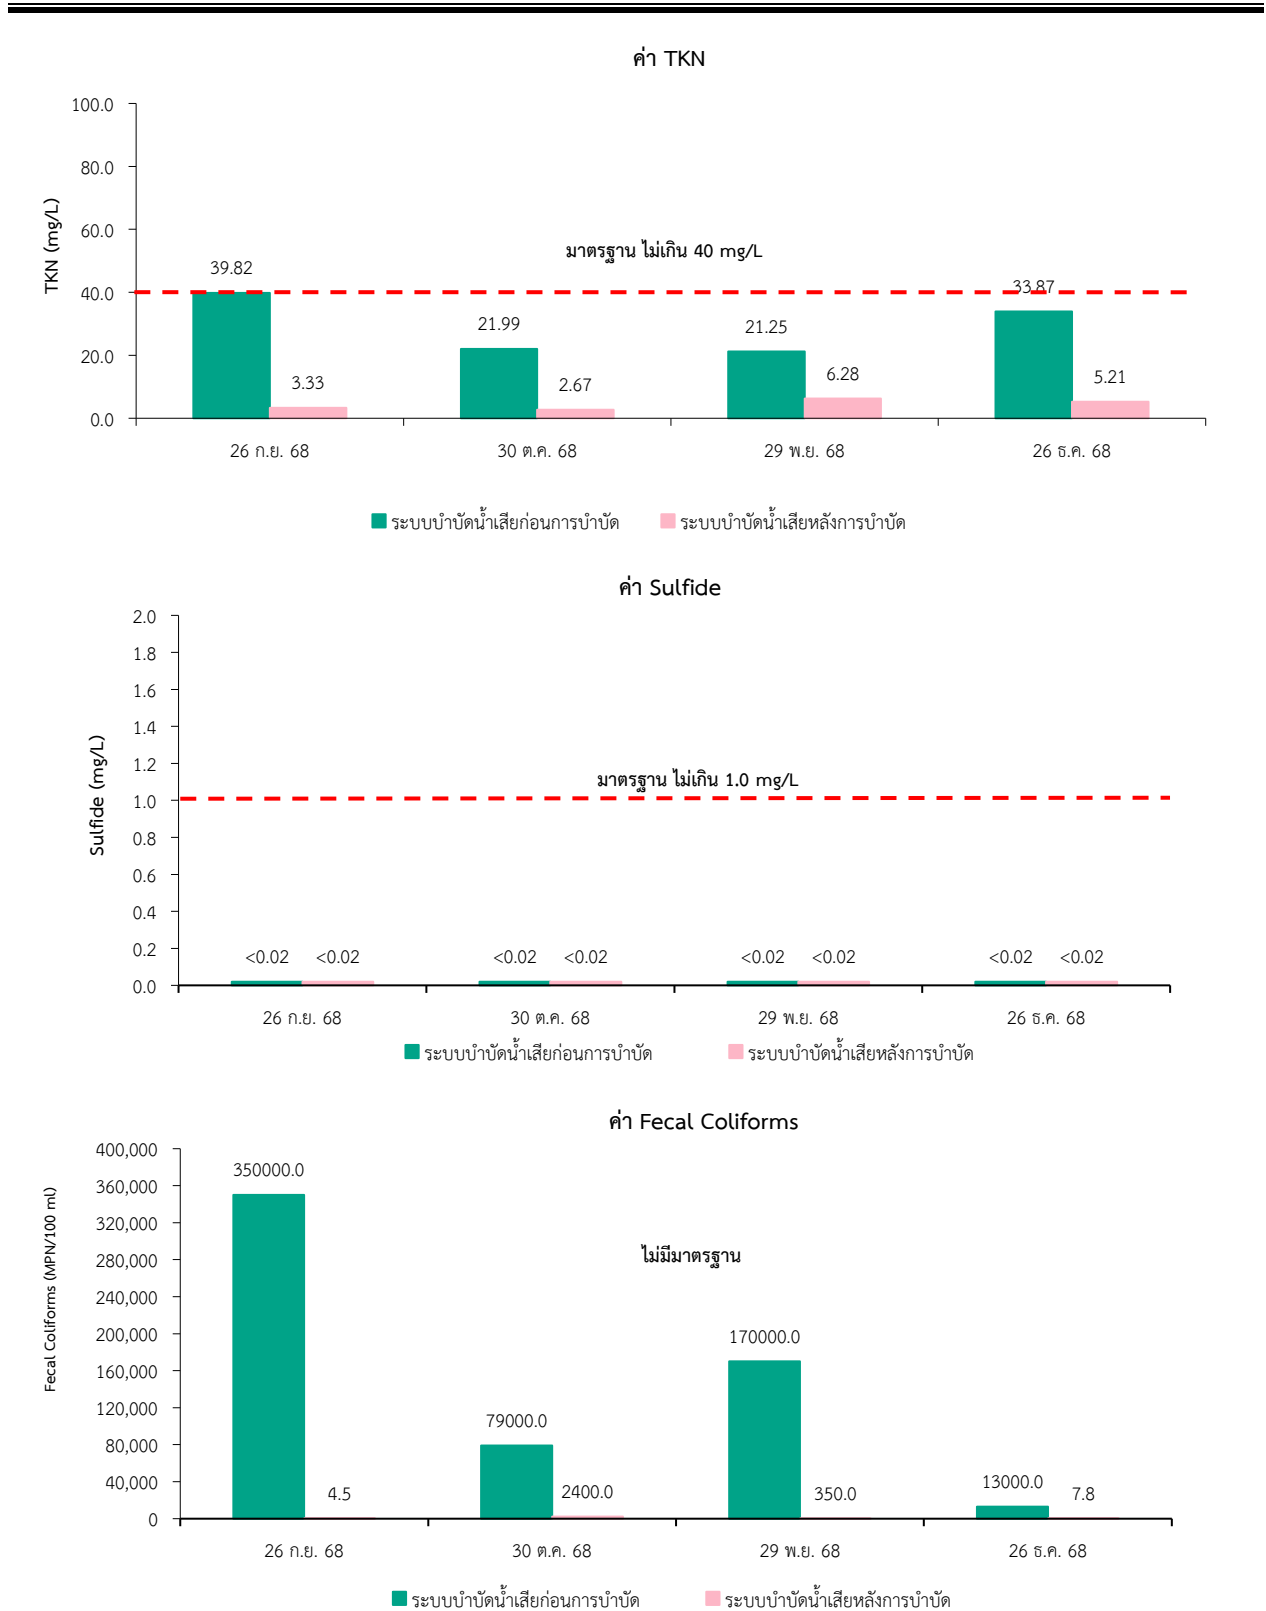 ค่า TKN
100.0
80.0
60.0
40.0
20.0
0.0
TKN (mg/L)
มาตรฐาน ไม่เกิน 40 mg/L
39.82
3.33
21.99
2.67
21.25
6.28
33.87
5.21
26 ก.ย. 68
30 ต.ค. 68
29 พ.ย. 68
26 ธ.ค. 68
ระบบบำบัดน้ำเสียก่อนการบำบัด
ระบบบำบัดน้ำเสียหลังการบำบัด
ค่า Sulfide
2.0
1.8
1.6
1.4
1.2
1.0
0.8
0.6
0.4
0.2
0.0
Sulfide (mg/L)
มาตรฐาน ไม่เกิน 1.0 mg/L
<0.02
<0.02
<0.02
<0.02
<0.02
<0.02
<0.02
<0.02
26 ก.ย. 68
30 ต.ค. 68
29 พ.ย. 68
26 ธ.ค. 68
ระบบบำบัดน้ำเสียก่อนการบำบัด
ระบบบำบัดน้ำเสียหลังการบำบัด
ค่า Fecal Coliforms
400,000
360,000
320,000
280,000
240,000
200,000
160,000
120,000
80,000
40,000
0
Fecal Coliforms (MPN/100 ml)
ไม่มีมาตรฐาน
350000.0
4.5
79000.0
2400.0
170000.0
350.0
13000.0
7.8
26 ก.ย. 68
30 ต.ค. 68
29 พ.ย. 68
26 ธ.ค. 68
ระบบบำบัดน้ำเสียก่อนการบำบัด
ระบบบำบัดน้ำเสียหลังการบำบัด